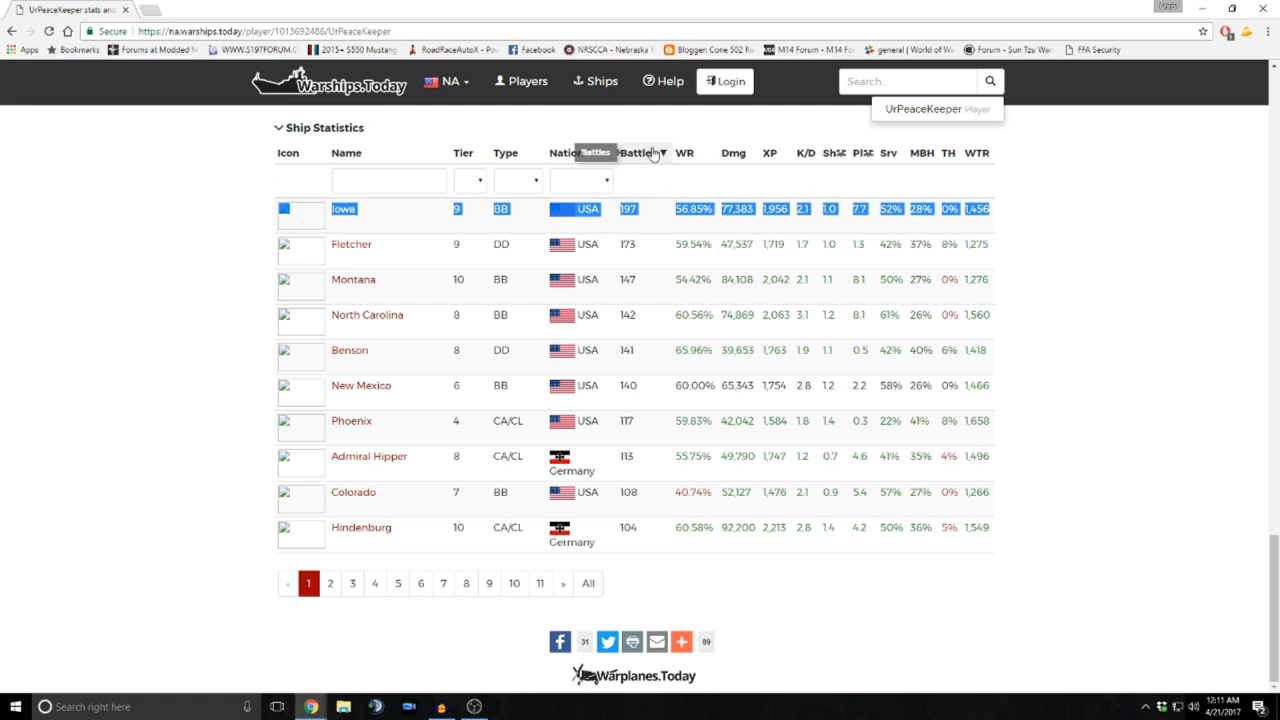 UrPeaceKeeper stats and
Chris
Secure https://na.warships.today/player/1013692486/UrPeaceKeeper
Apps Bookmarks Forums at Modded M WWW.S197FORUM.C 2015+ S550 Mustang RoadRaceAutoX - Po Facebook NRSCCA - Nebraska R Blogger: Cone 502 Ra M14 Forum - M14 Fo general | World of Wa Forum - Sun Tzu War FFA Security
Warships.Today NA Players Ships Help Login Search...
UrPeaceKeeper Player
Ship Statistics
Icon Name Tier Type Natio Battles Battle WR Dmg XP K/D Sh Pl Srv MBH TH WTR
Iowa 9 BB USA 197 56.85% 77,383 1,956 2.1 1.0 7.7 52% 28% 0% 1,456
Fletcher 9 DD USA 173 59.54% 47,537 1,719 1.7 1.0 1.3 42% 37% 8% 1,275
Montana 10 BB USA 147 54.42% 84,108 2,042 2.1 1.1 8.1 50% 27% 0% 1,276
North Carolina 8 BB USA 142 60.56% 74,869 2,063 3.1 1.2 8.1 61% 26% 0% 1,560
Benson 8 DD USA 141 65.96% 39,653 1,763 1.9 1.1 0.5 42% 40% 6% 1,418
New Mexico 6 BB USA 140 60.00% 65,343 1,754 2.8 1.2 2.2 58% 26% 0% 1,466
Phoenix 4 CA/CL USA 117 59.83% 42,042 1,584 1.8 1.4 0.3 22% 41% 8% 1,658
Admiral Hipper 8 CA/CL Germany 113 55.75% 49,790 1,747 1.2 0.7 4.6 41% 35% 4% 1,496
Colorado 7 BB USA 108 40.74% 52,127 1,476 2.1 0.9 5.4 57% 27% 0% 1,266
Hindenburg 10 CA/CL Germany 104 60.58% 92,200 2,213 2.8 1.4 4.2 50% 36% 5% 1,549
« 1 2 3 4 5 6 7 8 9 10 11 » All
31 89
Warplanes.Today
Search right here
12:11 AM
4/21/2017
2